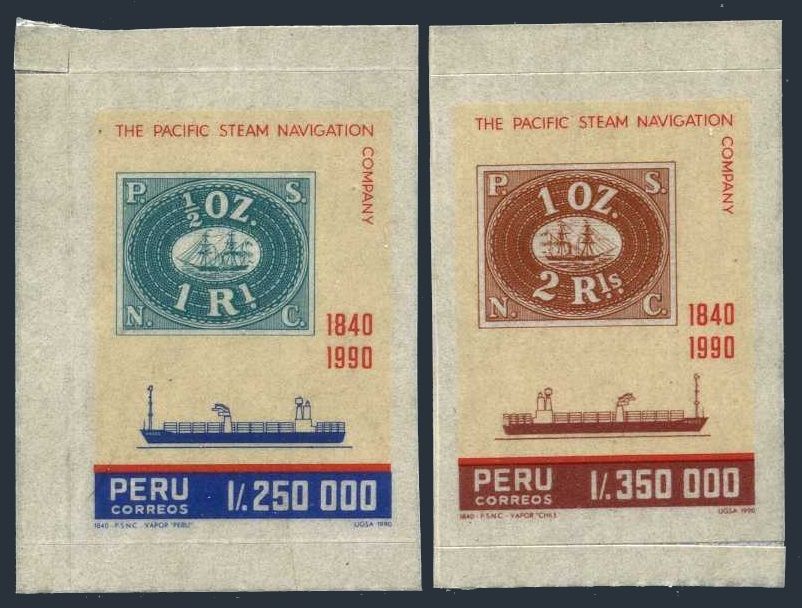 THE PACIFIC STEAM NAVIGATION
COMPANY
P. S.
½ OZ.
1 Rl.
N. C.
1840
1990
PERU
CORREOS
I/. 250 000
1840 - P.S.N.C. - VAPOR "PERU"
UGSA 1990
THE PACIFIC STEAM NAVIGATION
COMPANY
P. S.
1 OZ.
2 Rls.
N. C.
1840
1990
PERU
CORREOS
I/. 350 000
1840 - P.S.N.C. - VAPOR "CHILE
UGSA 1990